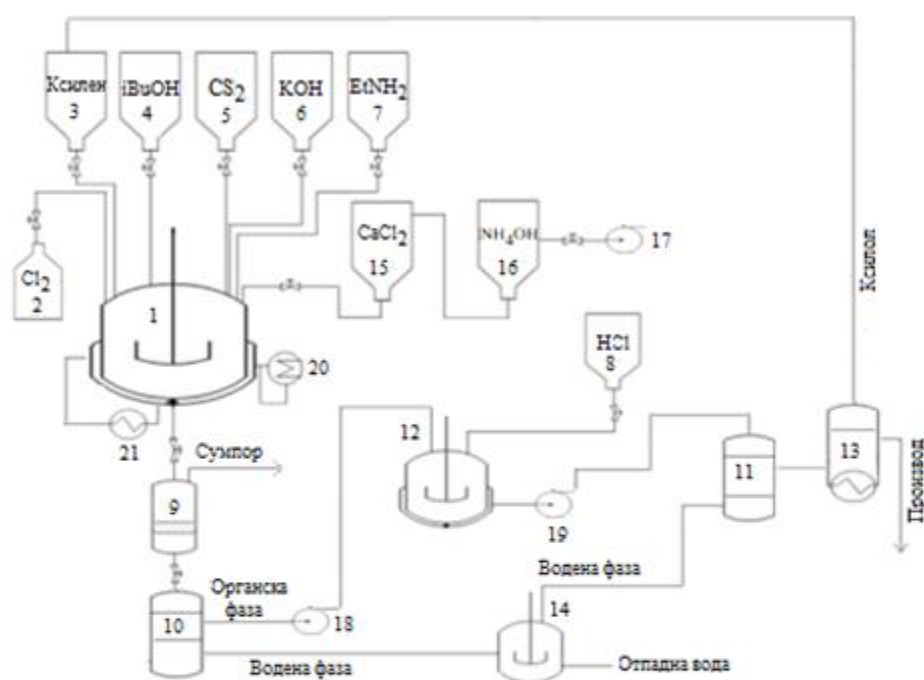 Ксилен
3
iBuOH
4
CS2
5
KOH
6
EtNH2
7
Cl2
2
1
CaCl2
15
NH4OH
16
17
HCl
8
20
21
Сумпор
9
12
19
11
13
Ксилол
Производ
Органска
фаза
18
10
Водена фаза
14
Водена фаза
Отпадна вода